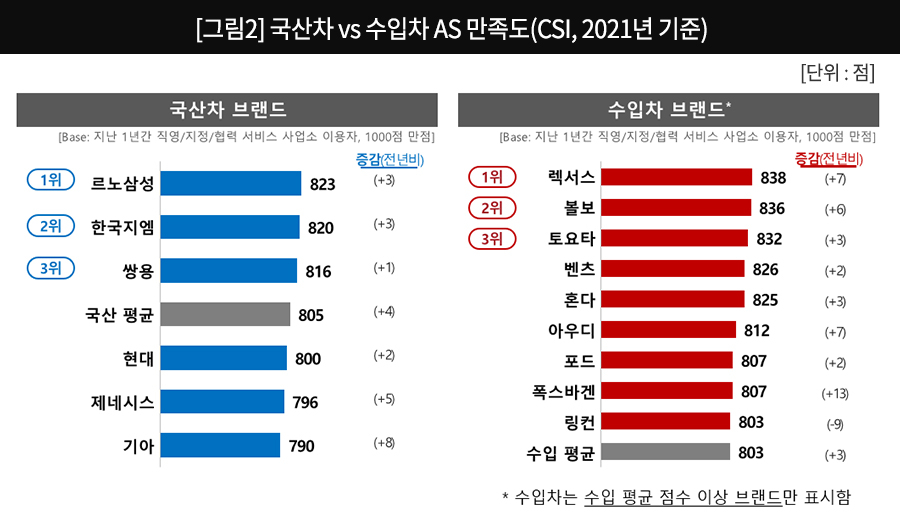 [그림2] 국산차 vs 수입차 AS 만족도(CSI, 2021년 기준)
[단위 : 점]
국산차 브랜드
[Base: 지난 1년간 직영/지정/협력 서비스 사업소 이용자, 1000점 만점]
증감(전년비)
1위 르노삼성 823 (+3)
2위 한국지엠 820 (+3)
3위 쌍용 816 (+1)
국산 평균 805 (+4)
현대 800 (+2)
제네시스 796 (+5)
기아 790 (+8)
수입차 브랜드*
[Base: 지난 1년간 직영/지정/협력 서비스 사업소 이용자, 1000점 만점]
증감(전년비)
1위 렉서스 838 (+7)
2위 볼보 836 (+6)
3위 토요타 832 (+3)
벤츠 826 (+2)
혼다 825 (+3)
아우디 812 (+7)
포드 807 (+2)
폭스바겐 807 (+13)
링컨 803 (-9)
수입 평균 803 (+3)
* 수입차는 수입 평균 점수 이상 브랜드만 표시함